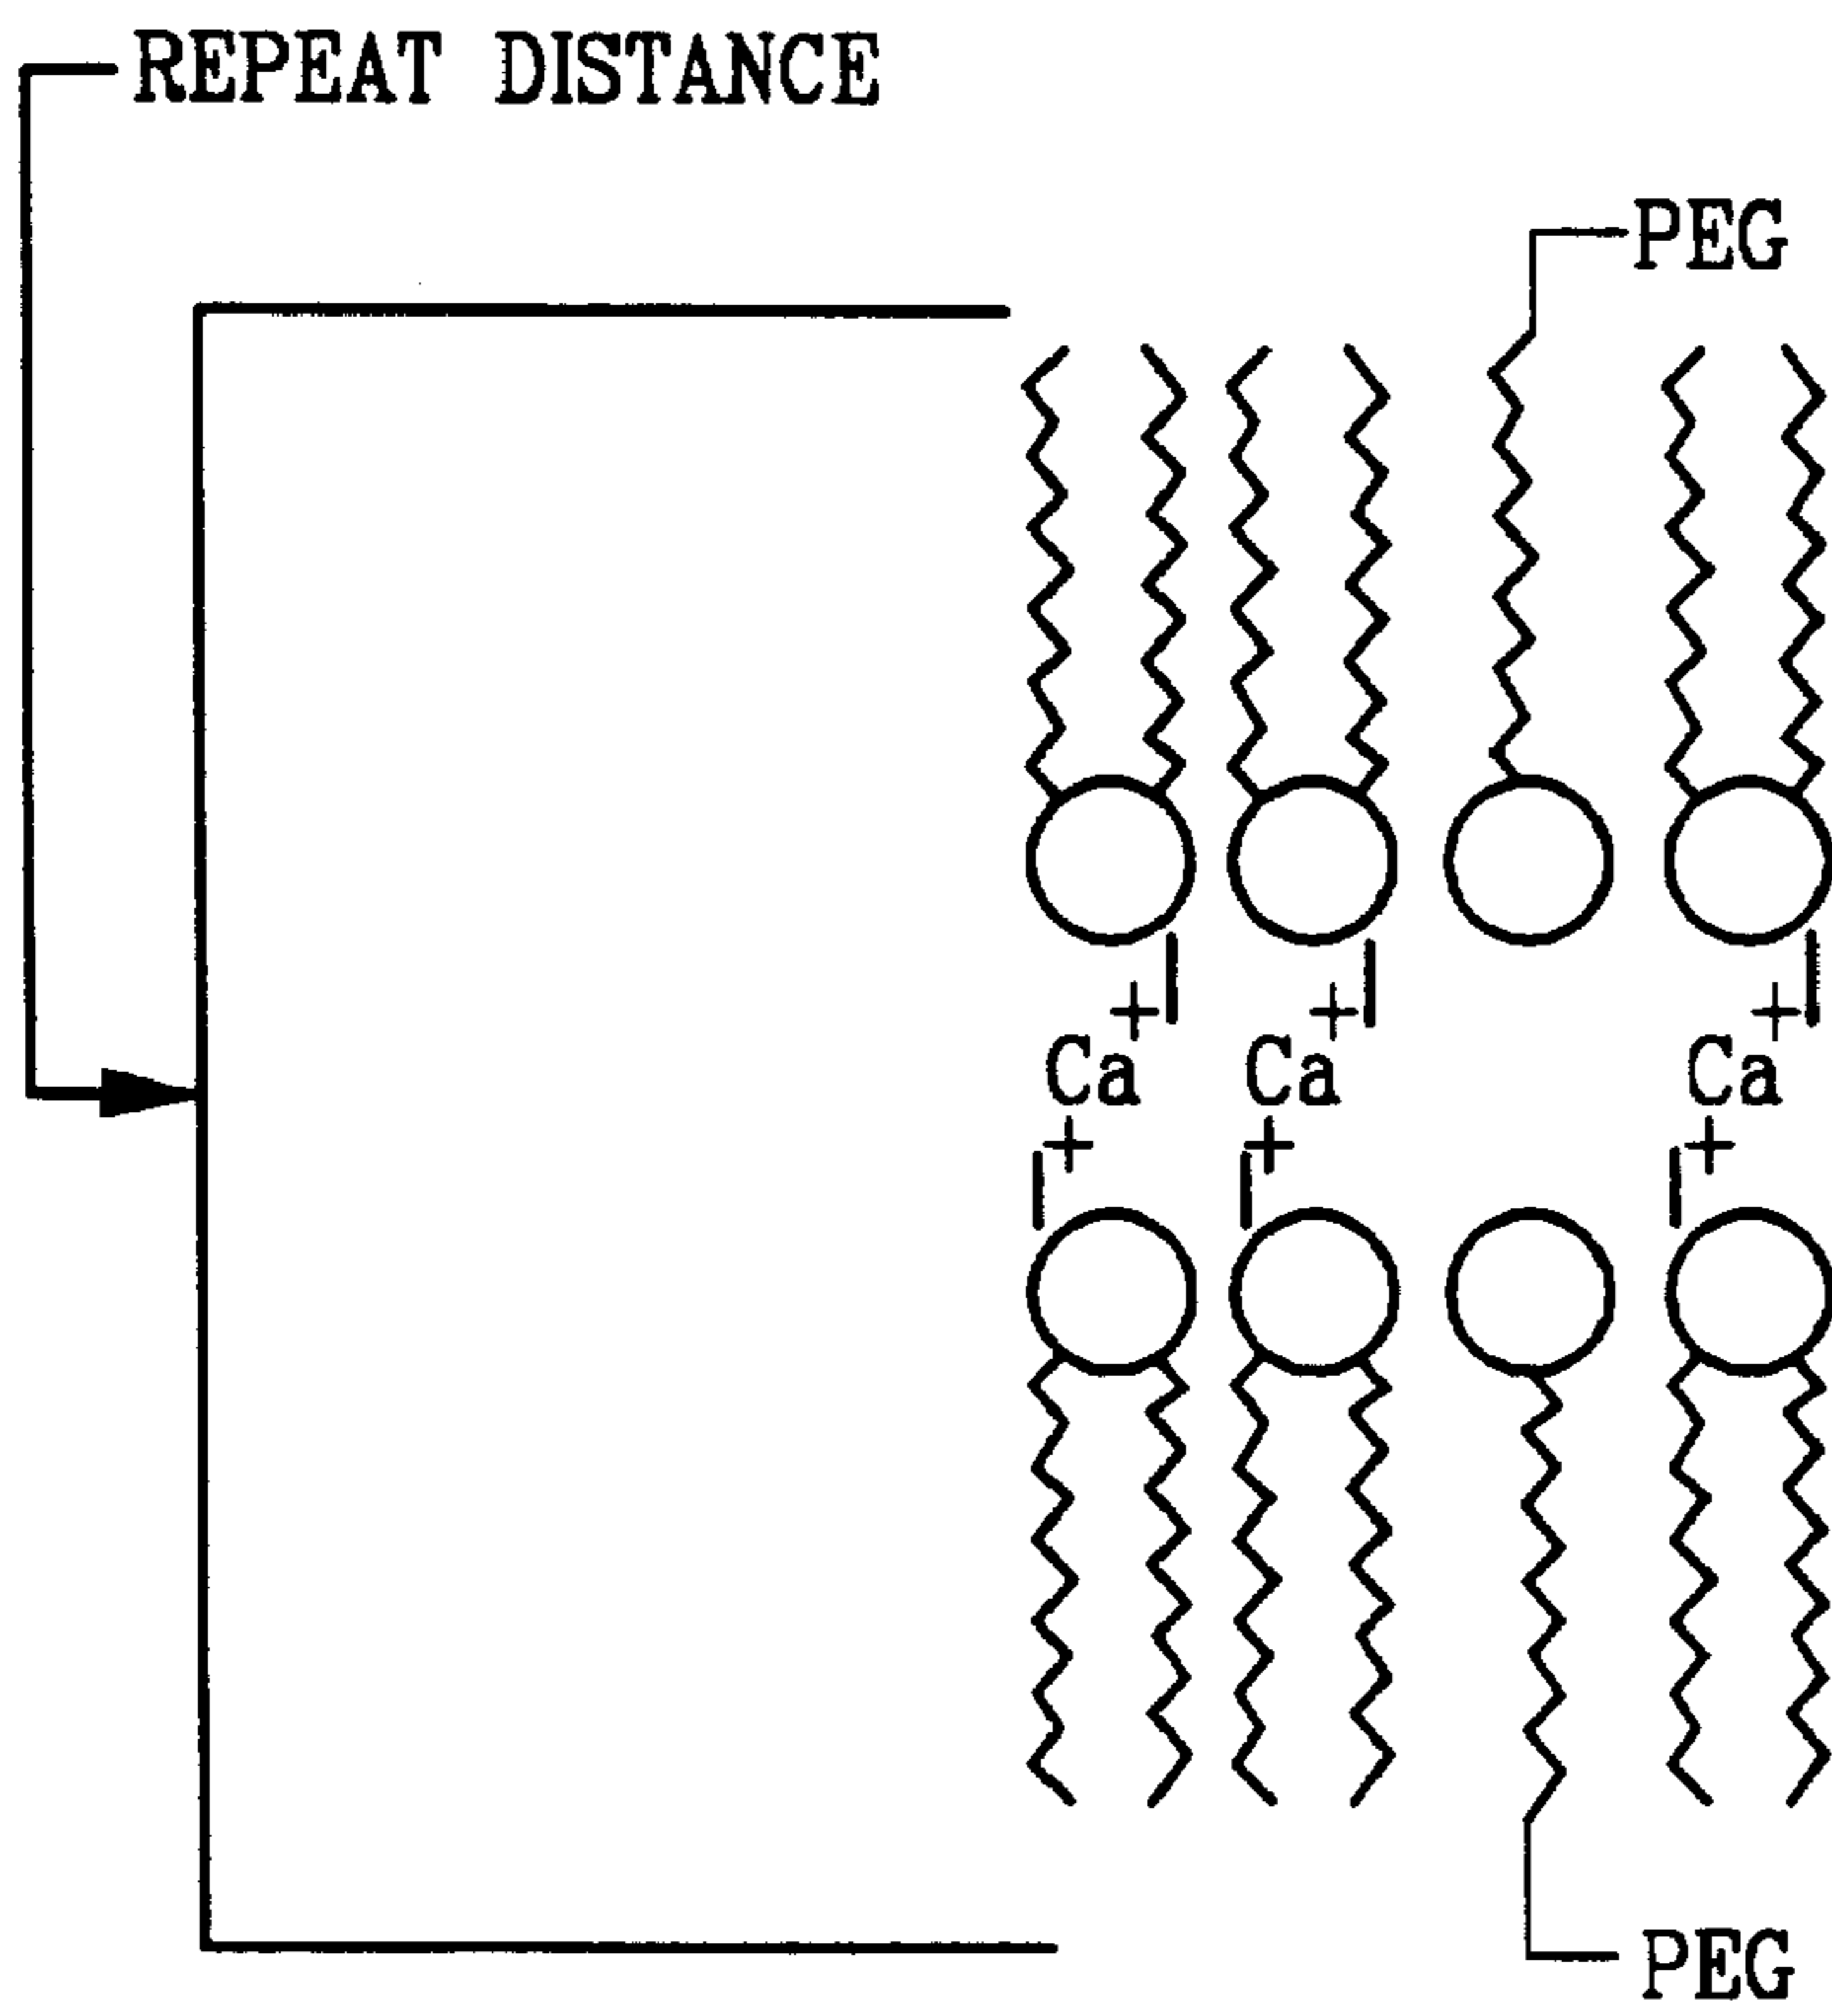 REPEAT DISTANCE
PEG
+ + +
Ca Ca Ca
+ + +
PEG